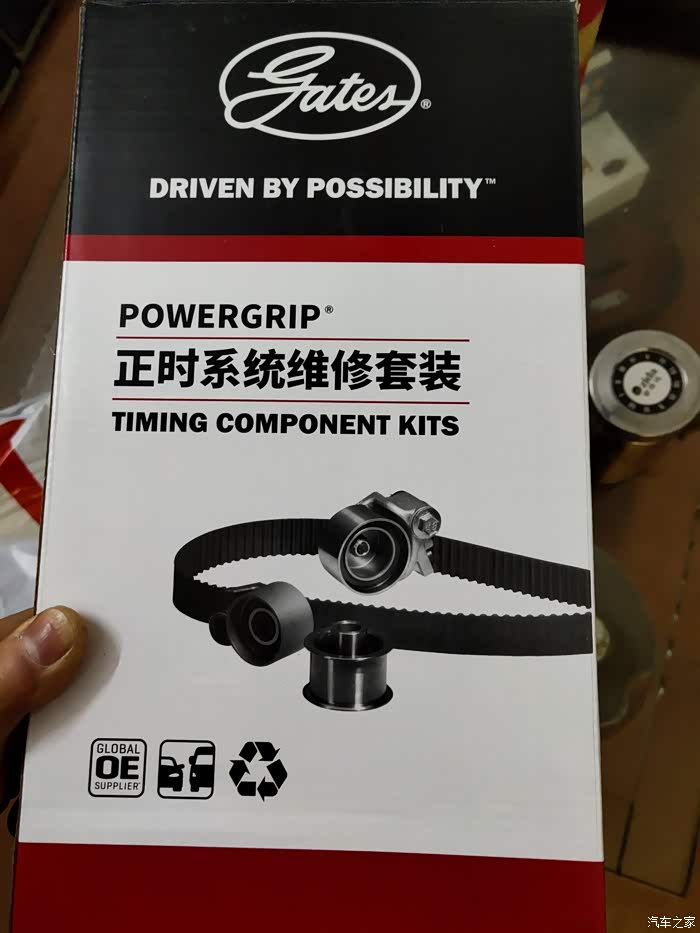 Gates®
DRIVEN BY POSSIBILITY™
POWERGRIP®
正时系统维修套装
TIMING COMPONENT KITS
GLOBAL
OE
SUPPLIER
汽车之家